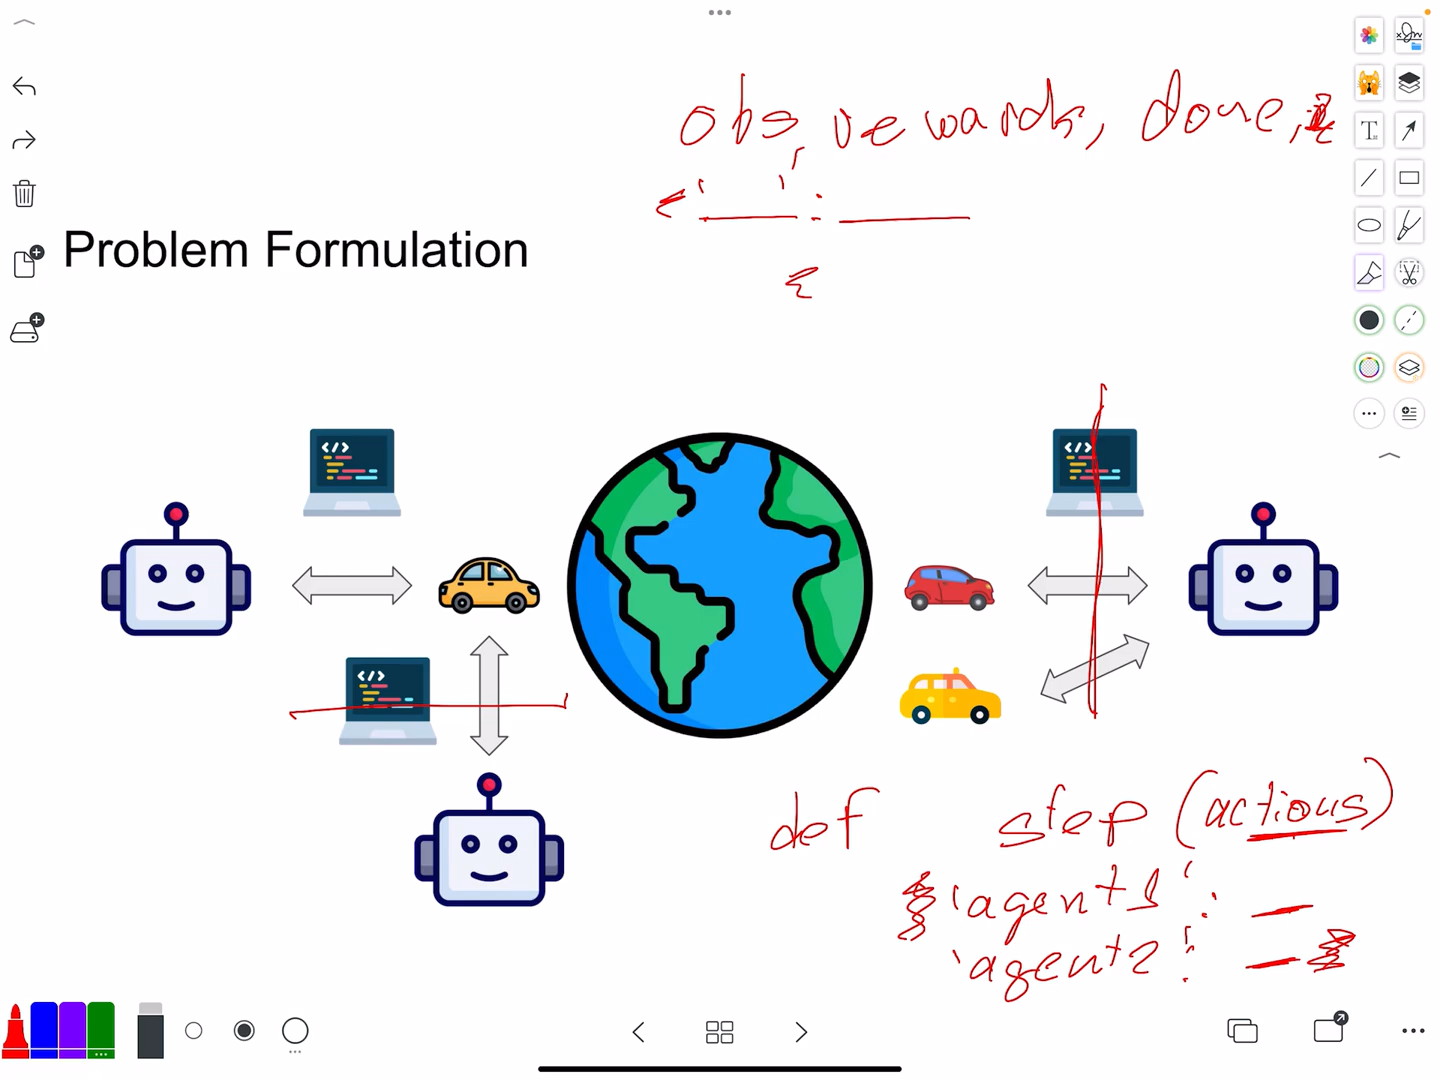 obs, rewards, done,
' ' :
Problem Formulation
</>
</>
</>
def step (actions)
'agent1' : _
'agent2' : _